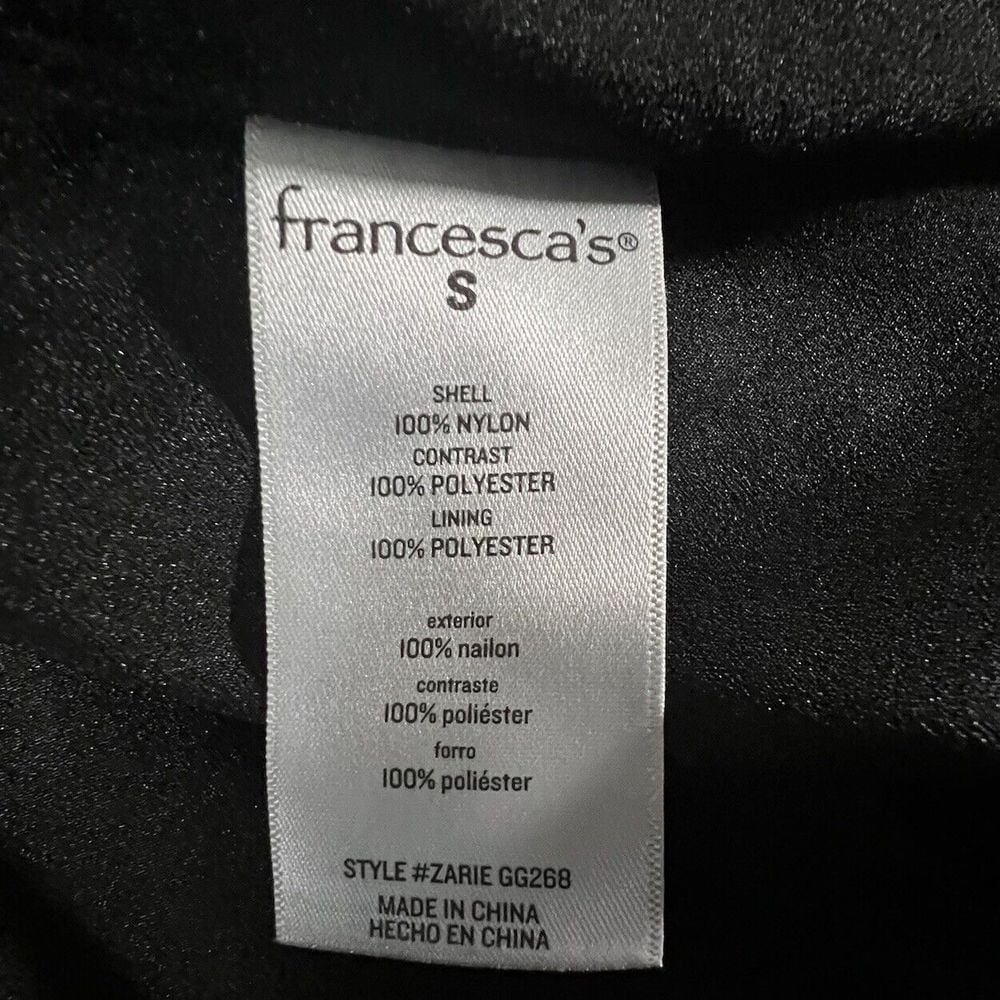 francesca's®
S
SHELL
100% NYLON
CONTRAST
100% POLYESTER
LINING
100% POLYESTER
exterior
100% nailon
contraste
100% poliéster
forro
100% poliéster
STYLE #ZARIE GG268
MADE IN CHINA
HECHO EN CHINA